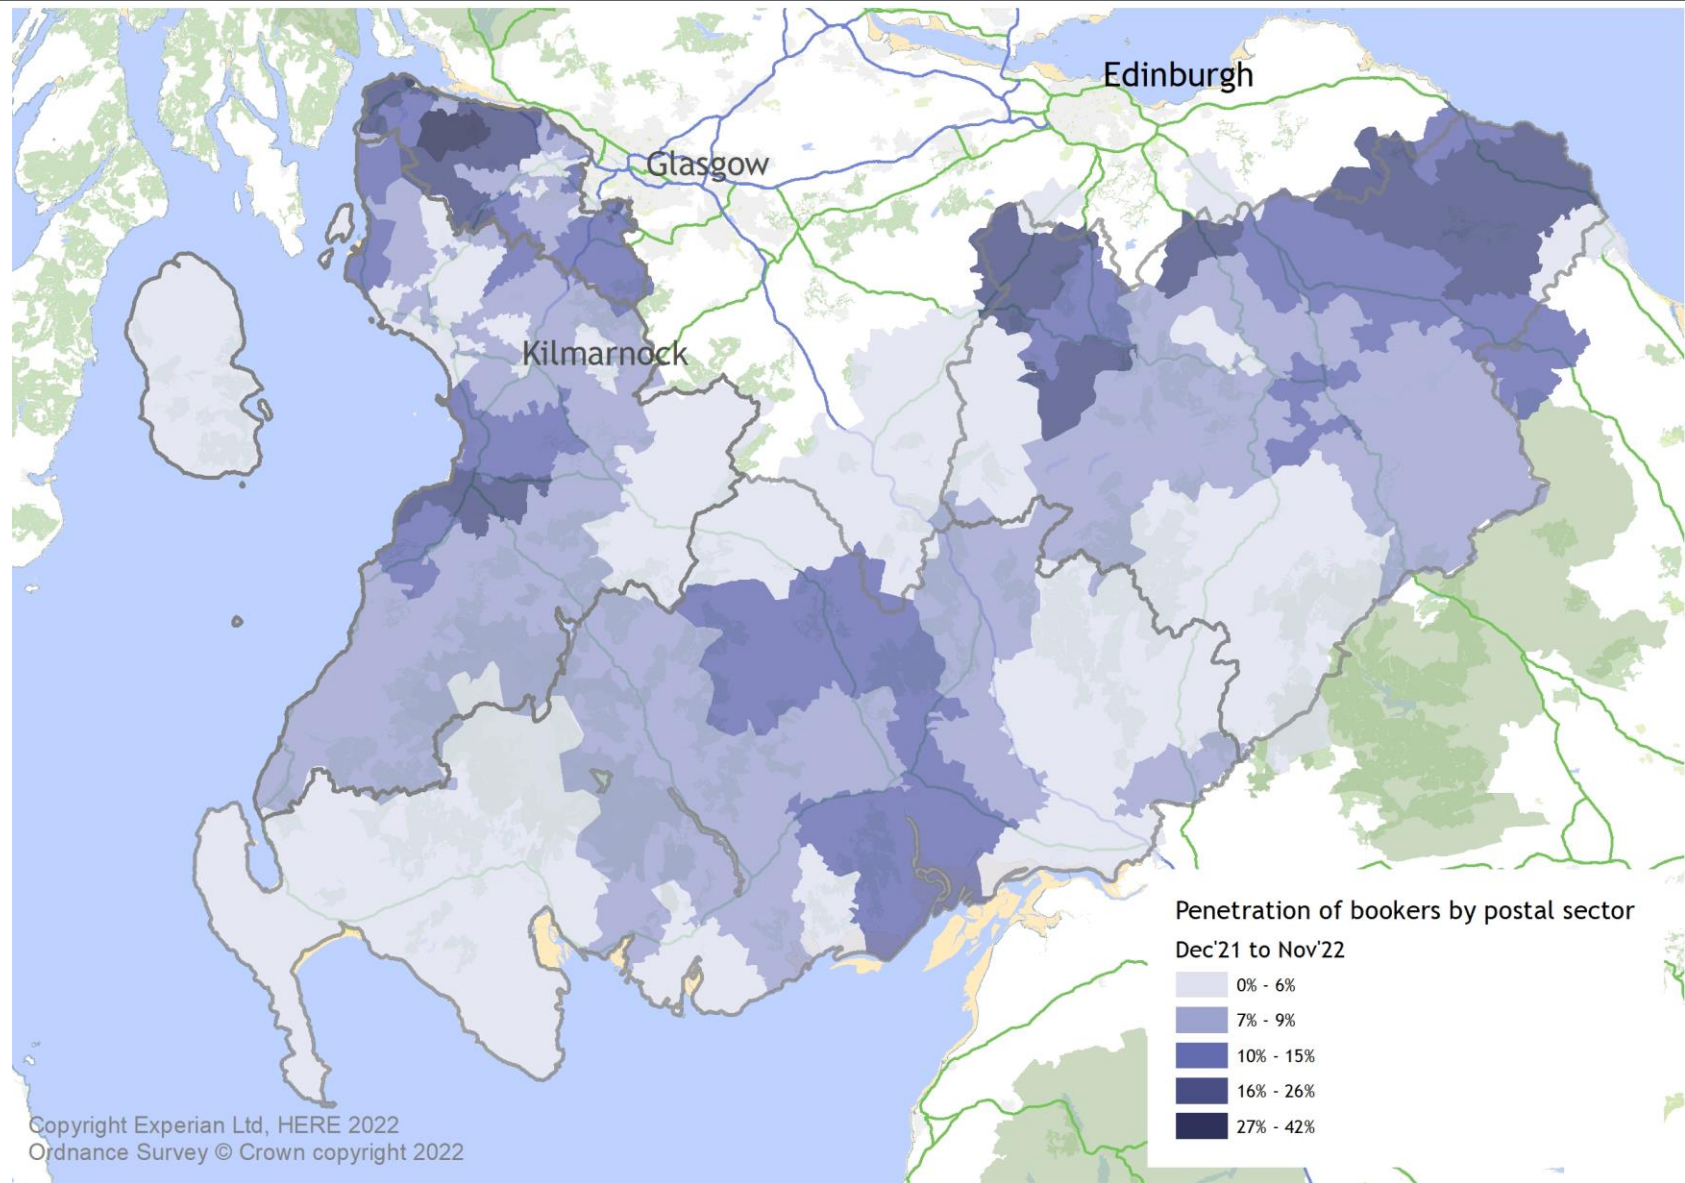 Edinburgh
Glasgow
Kilmarnock
Penetration of bookers by postal sector
Dec'21 to Nov'22
0% - 6%
7% - 9%
10% - 15%
16% - 26%
27% - 42%
Copyright Experian Ltd, HERE 2022
Ordnance Survey © Crown copyright 2022